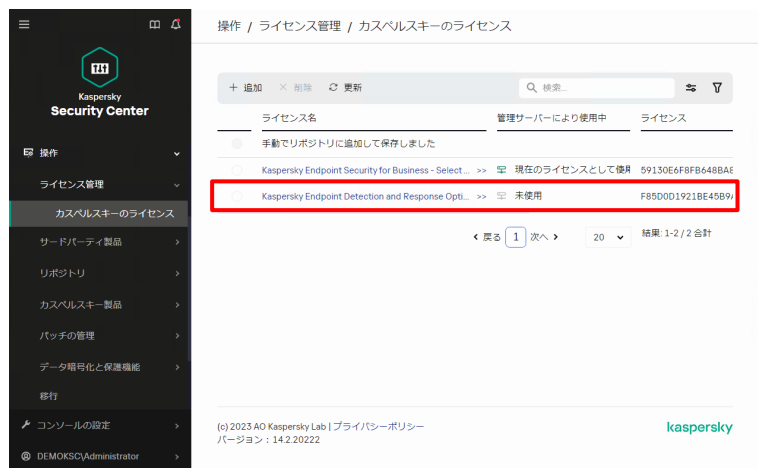 操作 / ライセンス管理 / カスペルスキーのライセンス
Kaspersky
Security Center
操作
ライセンス管理
カスペルスキーのライセンス
サードパーティ製品
リポジトリ
カスペルスキー製品
パッチの管理
データ暗号化と保護機能
移行
コンソールの設定
DEMOKSC\Administrator
+ 追加 × 削除 更新 検索...
ライセンス名 管理サーバーにより使用中 ライセンス
手動でリポジトリに追加して保存しました
Kaspersky Endpoint Security for Business - Select ... >> 現在のライセンスとして使用 59130E6F8FB648BAE
Kaspersky Endpoint Detection and Response Opti... >> 未使用 F85D0D1921BE45B9
戻る 1 次へ 20 結果: 1-2 / 2 合計
(c) 2023 AO Kaspersky Lab | プライバシーポリシー
バージョン : 14.2.20222
kaspersky